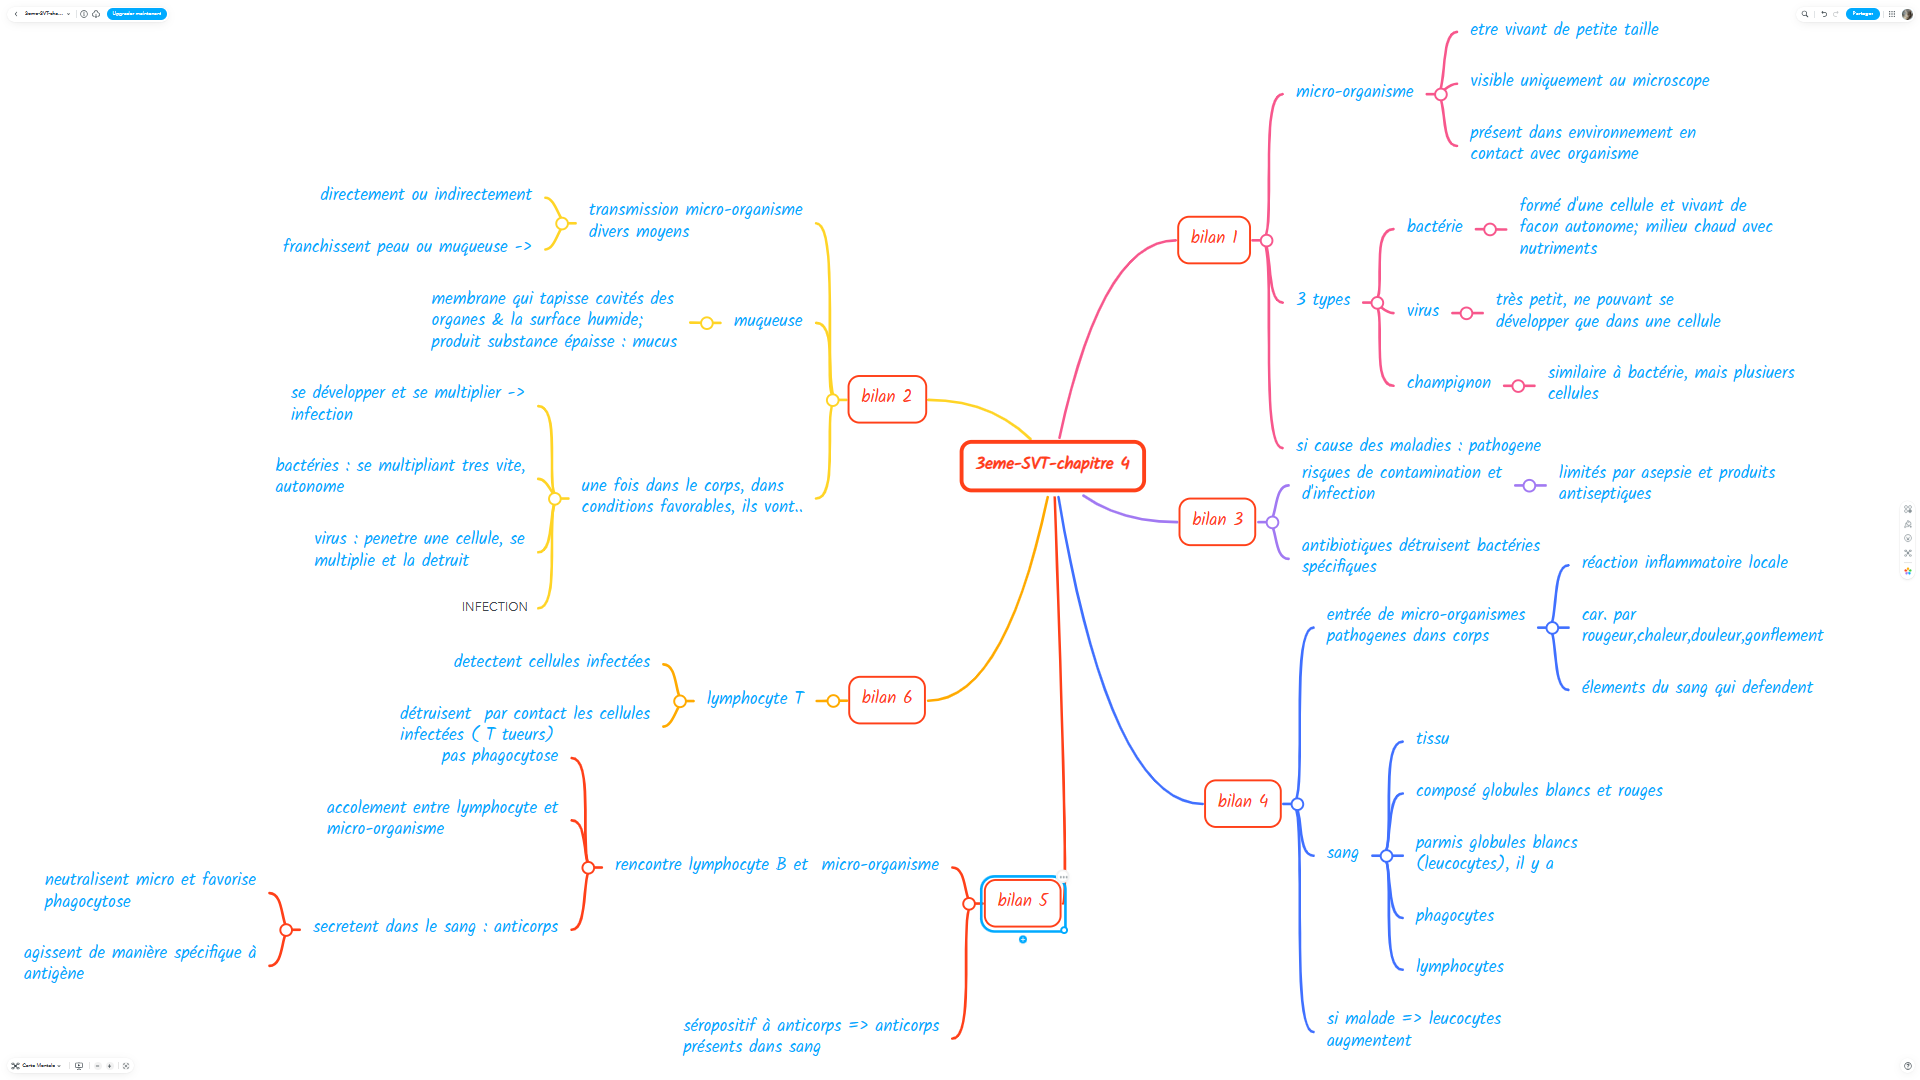 3eme-SVT-cha...
Upgrader maintenant
Partager
3eme-SVT-chapitre 4
bilan 1
micro-organisme
etre vivant de petite taille
visible uniquement au microscope
présent dans environnement en
contact avec organisme
3 types
bactérie
formé d'une cellule et vivant de
facon autonome; milieu chaud avec
nutriments
virus
très petit, ne pouvant se
développer que dans une cellule
champignon
similaire à bactérie, mais plusiuers
cellules
si cause des maladies : pathogene
bilan 2
transmission micro-organisme
divers moyens
directement ou indirectement
franchissent peau ou muqueuse ->
muqueuse
membrane qui tapisse cavités des
organes & la surface humide;
produit substance épaisse : mucus
une fois dans le corps, dans
conditions favorables, ils vont..
se développer et se multiplier ->
infection
bactéries : se multipliant tres vite,
autonome
virus : penetre une cellule, se
multiplie et la detruit
INFECTION
bilan 3
risques de contamination et
d'infection
limités par asepsie et produits
antiseptiques
antibiotiques détruisent bactéries
spécifiques
bilan 4
entrée de micro-organismes
pathogenes dans corps
réaction inflammatoire locale
car. par
rougeur,chaleur,douleur,gonflement
élements du sang qui defendent
sang
tissu
composé globules blancs et rouges
parmis globules blancs
(leucocytes), il y a
phagocytes
lymphocytes
si malade => leucocytes
augmentent
bilan 5
rencontre lymphocyte B et  micro-organisme
pas phagocytose
accolement entre lymphocyte et
micro-organisme
secretent dans le sang : anticorps
neutralisent micro et favorise
phagocytose
agissent de manière spécifique à
antigène
séropositif à anticorps => anticorps
présents dans sang
bilan 6
lymphocyte T
detectent cellules infectées
détruisent  par contact les cellules
infectées ( T tueurs)
Carte Mentale